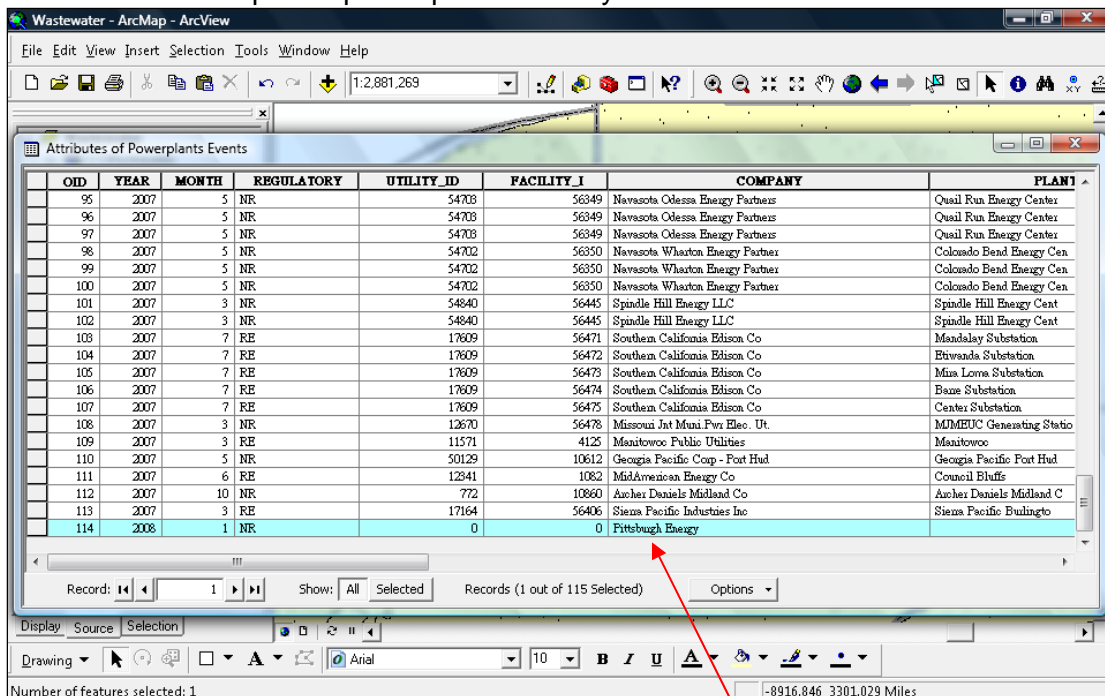 Wastewater - ArcMap - ArcView
File Edit View Insert Selection Tools Window Help
1:2,881,269
Attributes of Powerplants Events
OID YEAR MONTH REGULATORY UTILITY_ID FACILITY_I COMPANY PLANT
95 2007 5 NR 54703 56349 Navasota Odessa Energy Partners Quail Run Energy Center
96 2007 5 NR 54703 56349 Navasota Odessa Energy Partners Quail Run Energy Center
97 2007 5 NR 54703 56349 Navasota Odessa Energy Partners Quail Run Energy Center
98 2007 5 NR 54702 56350 Navasota Wharton Energy Partner Colorado Bend Energy Cen
99 2007 5 NR 54702 56350 Navasota Wharton Energy Partner Colorado Bend Energy Cen
100 2007 5 NR 54702 56350 Navasota Wharton Energy Partner Colorado Bend Energy Cen
101 2007 3 NR 54840 56445 Spindle Hill Energy LLC Spindle Hill Energy Cent
102 2007 3 NR 54840 56445 Spindle Hill Energy LLC Spindle Hill Energy Cent
103 2007 7 RE 17609 56471 Southern California Edison Co Mandalay Substation
104 2007 7 RE 17609 56472 Southern California Edison Co Etiwanda Substation
105 2007 7 RE 17609 56473 Southern California Edison Co Mira Loma Substation
106 2007 7 RE 17609 56474 Southern California Edison Co Barre Substation
107 2007 7 RE 17609 56475 Southern California Edison Co Center Substation
108 2007 3 NR 12670 56478 Missouri Jnt Muni.Pwr Elec. Ut. MJMEUC Generating Statio
109 2007 3 RE 11571 4125 Manitowoc Public Utilities Manitowoc
110 2007 5 NR 50129 10612 Georgia Pacific Corp - Port Hud Georgia Pacific Port Hud
111 2007 6 RE 12341 1082 MidAmerican Energy Co Council Bluffs
112 2007 10 NR 772 10860 Archer Daniels Midland Co Archer Daniels Midland C
113 2007 3 RE 17164 56406 Sierra Pacific Industries Inc Sierra Pacific Burlingto
114 2008 1 NR 0 0 Pittsburgh Energy
Record: 1 Show: All Selected Records (1 out of 115 Selected) Options
Display Source Selection
Drawing A Arial 10 B I U A
Number of features selected: 1 -8916.846 3301.029 Miles